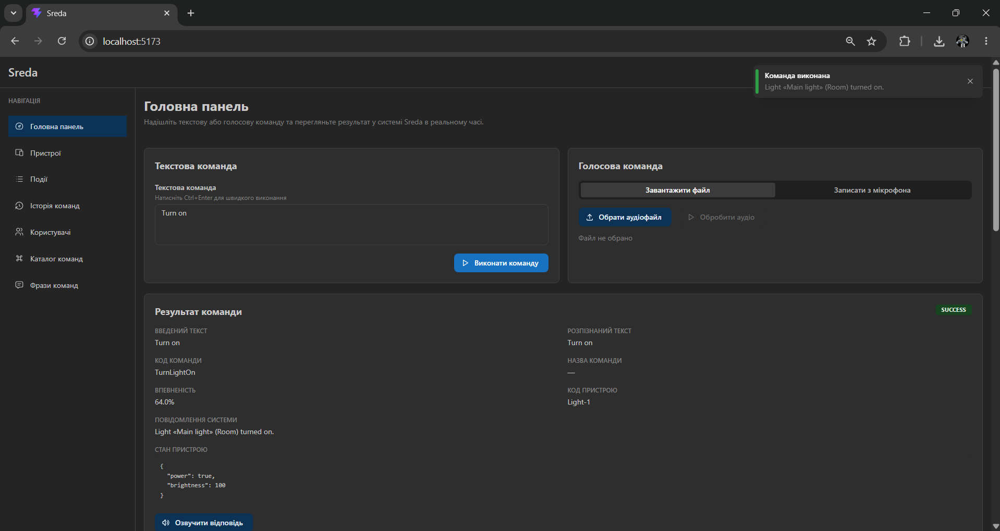 Sreda
localhost:5173
Sreda
Команда виконана
Light «Main light» (Room) turned on.
НАВІГАЦІЯ
Головна панель
Пристрої
Події
Історія команд
Користувачі
Каталог команд
Фрази команд
Головна панель
Надішліть текстову або голосову команду та перегляньте результат у системі Sreda в реальному часі.
Текстова команда
Текстова команда
Натисніть Ctrl+Enter для швидкого виконання
Turn on
Виконати команду
Голосова команда
Завантажити файл
Записати з мікрофона
Обрати аудіофайл
Обробити аудіо
Файл не обрано
Результат команди
SUCCESS
ВВЕДЕНИЙ ТЕКСТ
Turn on
РОЗПІЗНАНИЙ ТЕКСТ
Turn on
КОД КОМАНДИ
TurnLightOn
НАЗВА КОМАНДИ
—
ВПЕВНЕНІСТЬ
64.0%
КОД ПРИСТРОЮ
Light-1
ПОВІДОМЛЕННЯ СИСТЕМИ
Light «Main light» (Room) turned on.
СТАН ПРИСТРОЮ
{
"power": true,
"brightness": 100
}
Озвучити відповідь